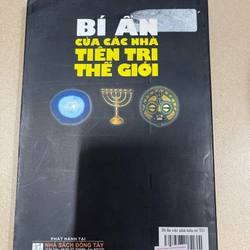 BÍ ẨN
CỦA CÁC NHÀ
TIÊN TRI
THẾ GIỚI
PHÁT HÀNH TẠI
NHÀ SÁCH ĐÔNG TÂY